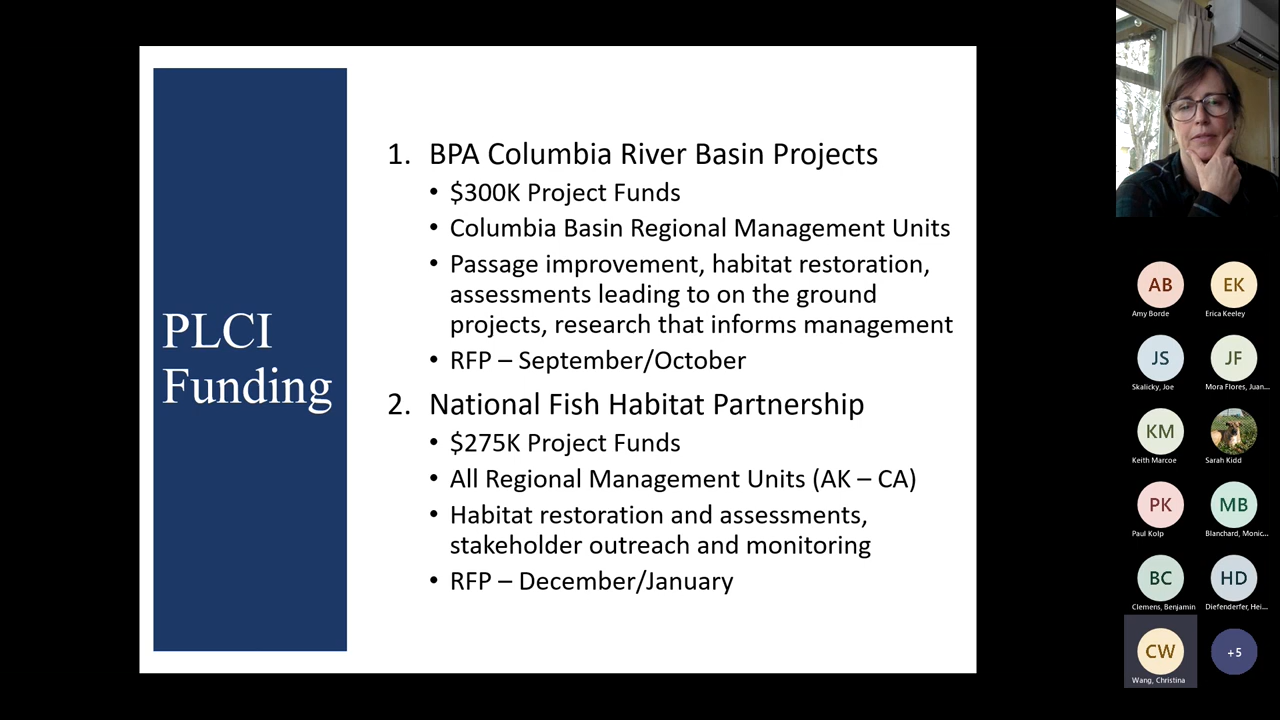 PLCI
Funding
1. BPA Columbia River Basin Projects
• $300K Project Funds
• Columbia Basin Regional Management Units
• Passage improvement, habitat restoration,
assessments leading to on the ground
projects, research that informs management
• RFP – September/October
2. National Fish Habitat Partnership
• $275K Project Funds
• All Regional Management Units (AK – CA)
• Habitat restoration and assessments,
stakeholder outreach and monitoring
• RFP – December/January
AB
Amy Borde
EK
Erica Keeley
JS
Skalicky, Joe
JF
Mora Flores, Juan...
KM
Keith Marcoe
Sarah Kidd
PK
Paul Kolp
MB
Blanchard, Monic...
BC
Clemens, Benjamin
HD
Diefenderfer, Hei...
CW
Wang, Christina
+5